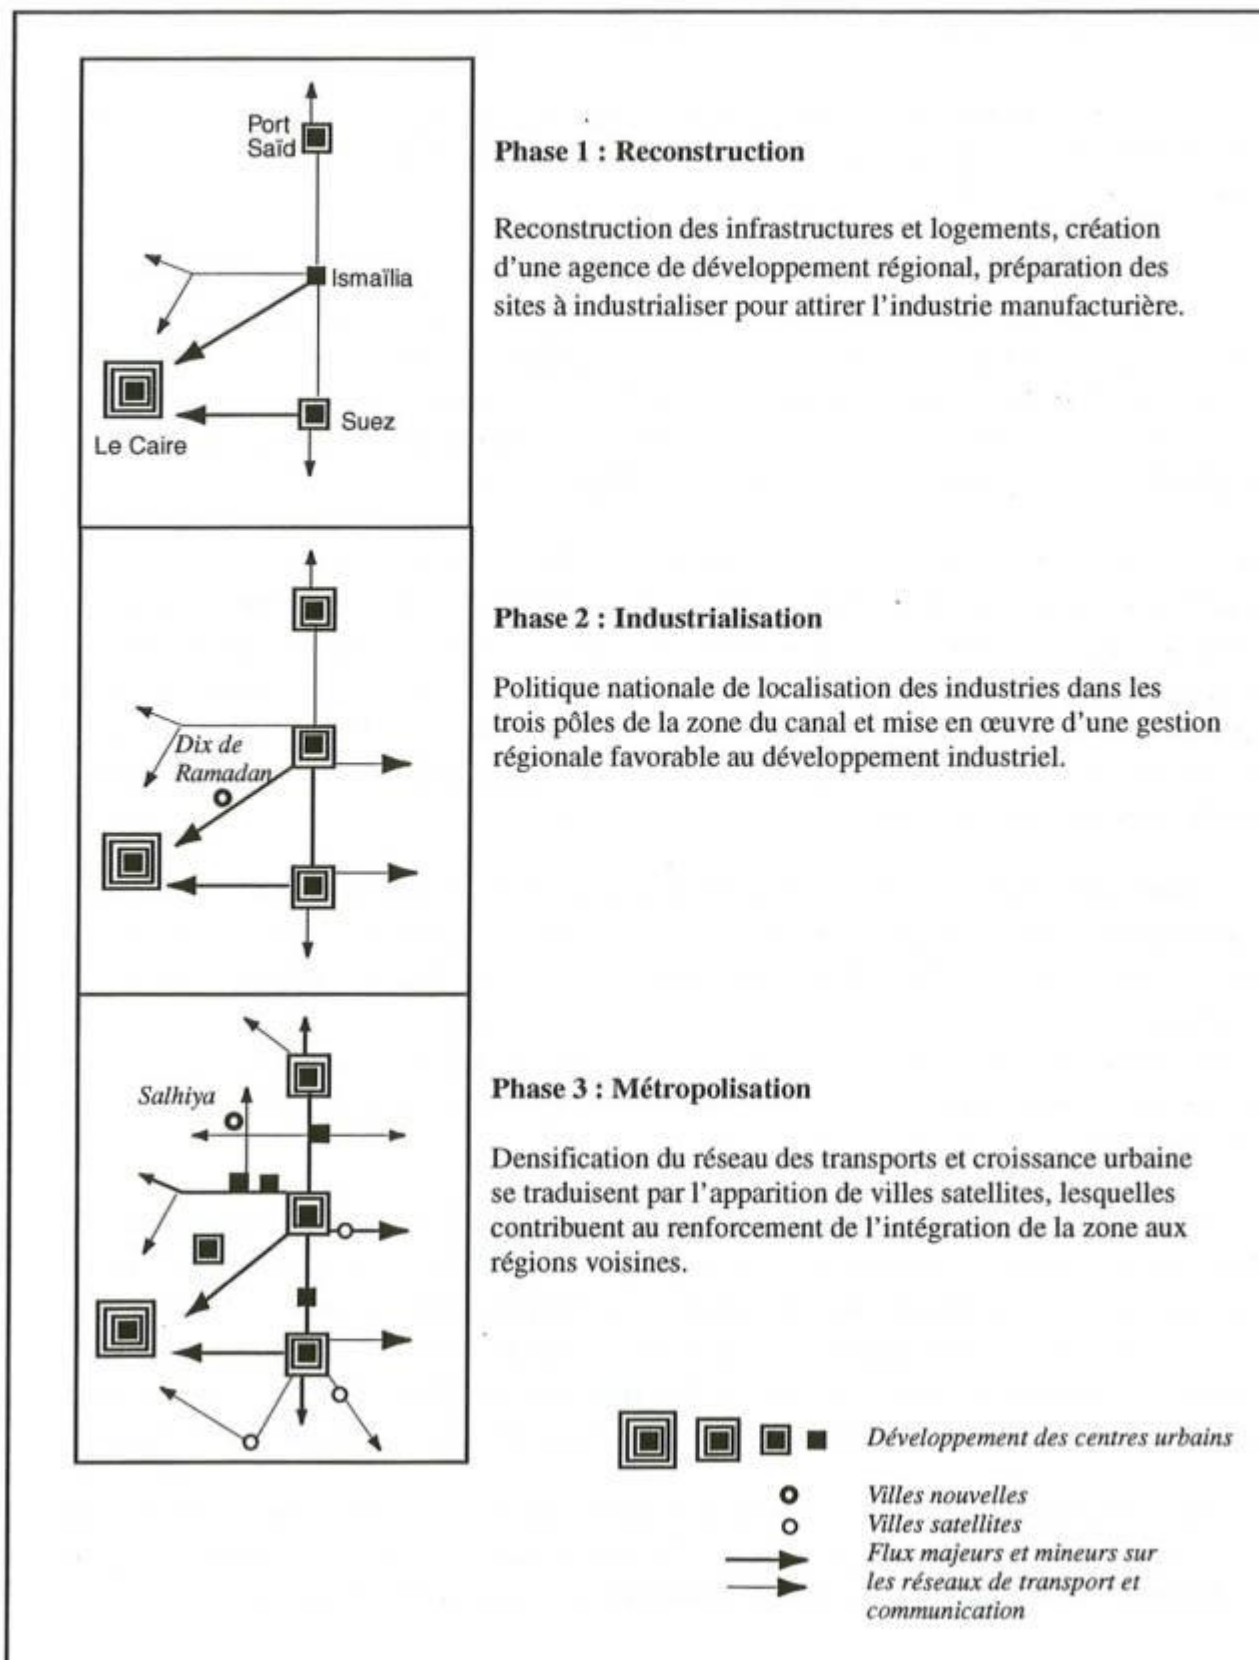 Port
Saïd
Ismaïlia
Suez
Le Caire
Phase 1 : Reconstruction
Reconstruction des infrastructures et logements, création
d'une agence de développement régional, préparation des
sites à industrialiser pour attirer l'industrie manufacturière.
Dix de
Ramadan
Phase 2 : Industrialisation
Politique nationale de localisation des industries dans les
trois pôles de la zone du canal et mise en œuvre d'une gestion
régionale favorable au développement industriel.
Salhiya
Phase 3 : Métropolisation
Densification du réseau des transports et croissance urbaine
se traduisent par l'apparition de villes satellites, lesquelles
contribuent au renforcement de l'intégration de la zone aux
régions voisines.
Développement des centres urbains
Villes nouvelles
Villes satellites
Flux majeurs et mineurs sur
les réseaux de transport et
communication